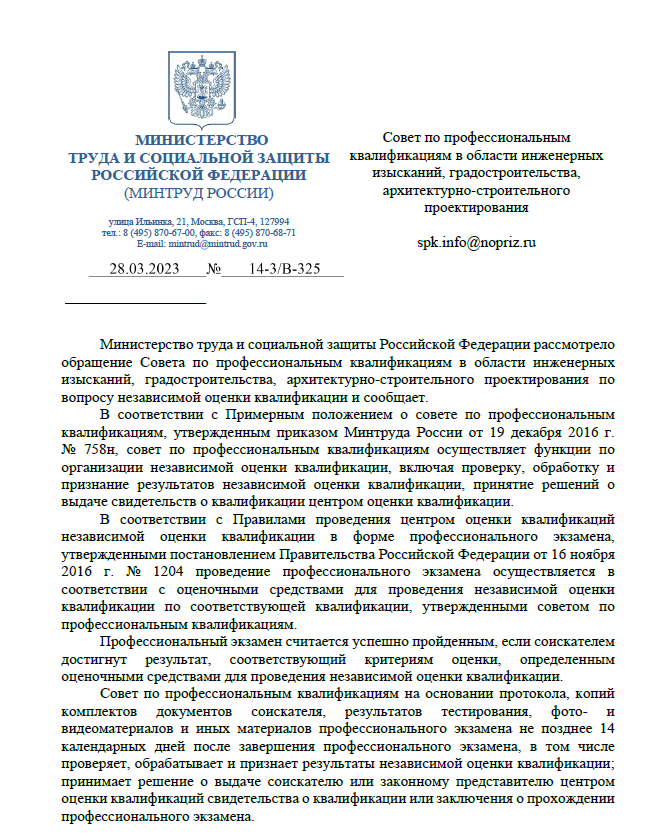 МИНИСТЕРСТВО
ТРУДА И СОЦИАЛЬНОЙ ЗАЩИТЫ
РОССИЙСКОЙ ФЕДЕРАЦИИ
(МИНТРУД РОССИИ)
улица Ильинка, 21, Москва, ГСП-4, 127994
тел.: 8 (495) 870-67-00, факс: 8 (495) 870-68-71
E-mail: mintrud@mintrud.gov.ru
28.03.2023 № 14-3/В-325
Совет по профессиональным
квалификациям в области инженерных
изысканий, градостроительства,
архитектурно-строительного
проектирования
spk.info@nopriz.ru
Министерство труда и социальной защиты Российской Федерации рассмотрело
обращение Совета по профессиональным квалификациям в области инженерных
изысканий, градостроительства, архитектурно-строительного проектирования по
вопросу независимой оценки квалификации и сообщает.
В соответствии с Примерным положением о совете по профессиональным
квалификациям, утвержденным приказом Минтруда России от 19 декабря 2016 г.
№ 758н, совет по профессиональным квалификациям осуществляет функции по
организации независимой оценки квалификации, включая проверку, обработку и
признание результатов независимой оценки квалификации, принятие решений о
выдаче свидетельств о квалификации центром оценки квалификации.
В соответствии с Правилами проведения центром оценки квалификаций
независимой оценки квалификации в форме профессионального экзамена,
утвержденными постановлением Правительства Российской Федерации от 16 ноября
2016 г. № 1204 проведение профессионального экзамена осуществляется в
соответствии с оценочными средствами для проведения независимой оценки
квалификации по соответствующей квалификации, утвержденными советом по
профессиональным квалификациям.
Профессиональный экзамен считается успешно пройденным, если соискателем
достигнут результат, соответствующий критериям оценки, определенным
оценочными средствами для проведения независимой оценки квалификации.
Совет по профессиональным квалификациям на основании протокола, копий
комплектов документов соискателя, результатов тестирования, фото- и
видеоматериалов и иных материалов профессионального экзамена не позднее 14
календарных дней после завершения профессионального экзамена, в том числе
проверяет, обрабатывает и признает результаты независимой оценки квалификации;
принимает решение о выдаче соискателю или законному представителю центром
оценки квалификаций свидетельства о квалификации или заключения о прохождении
профессионального экзамена.